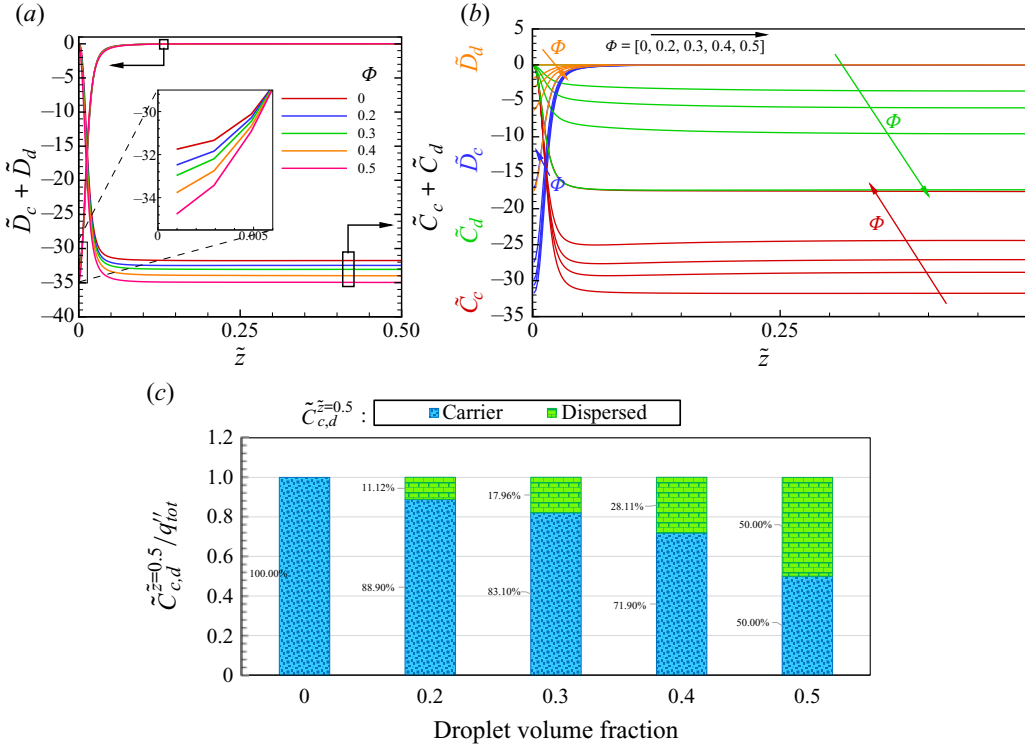 (a)
0
−5
−10
−15
−20
−25
−30
−35
−40
D̃c + D̃d
−30
−32
−34
0
0.005
Φ
0
0.2
0.3
0.4
0.5
0
0.25
0.50
z̃
C̃c + C̃d
(b)
5
0
−5
−10
−15
−20
−25
−30
−35
D̃d
D̃c
C̃d
C̃c
Φ = [0, 0.2, 0.3, 0.4, 0.5]
Φ
Φ
Φ
Φ
0
0.25
z̃
(c)
C̃c,d^z̃=0.5 : Carrier Dispersed
1.2
1.0
0.8
0.6
0.4
0.2
0
C̃c,d^z̃=0.5/q″tot
100.00%
11.12%
88.90%
17.96%
83.10%
28.11%
71.90%
50.00%
50.00%
0 0.2 0.3 0.4 0.5
Droplet volume fraction